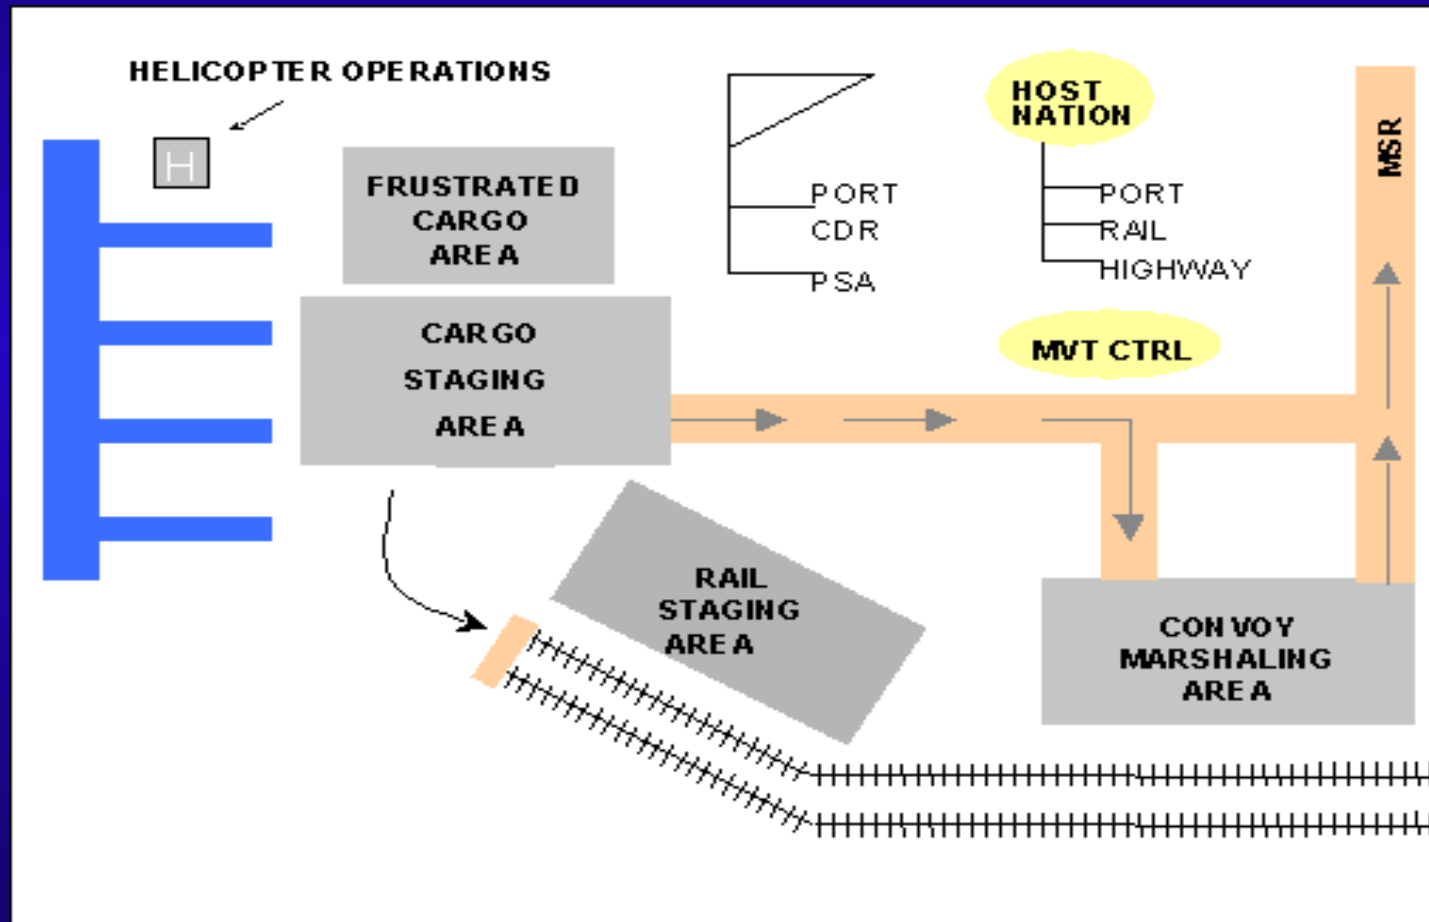 HELICOPTER OPERATIONS
H
FRUSTRATED
CARGO
AREA
CARGO
STAGING
AREA
PORT
CDR
PSA
HOST
NATION
PORT
RAIL
HIGHWAY
MSR
MVT CTRL
RAIL
STAGING
AREA
CONVOY
MARSHALING
AREA